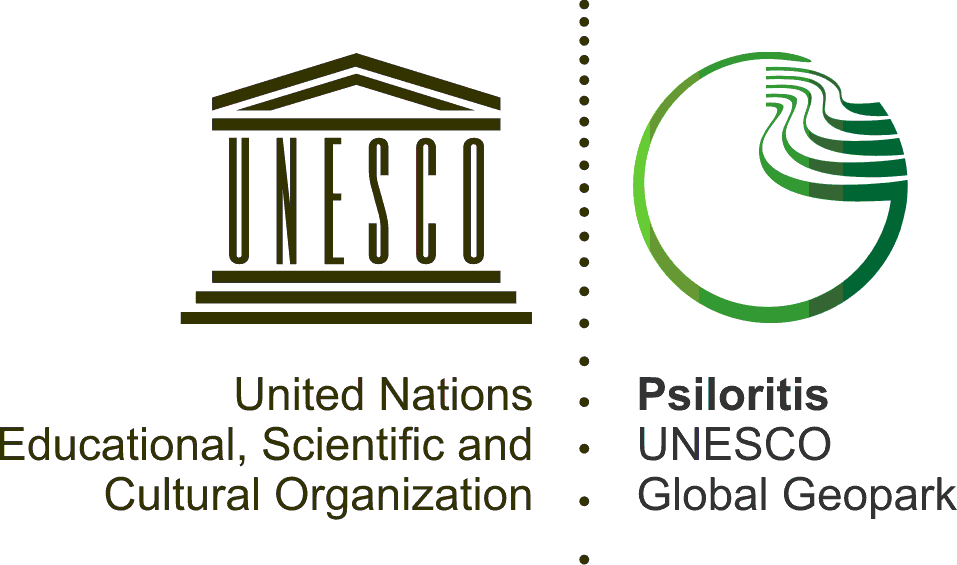 UNESCO
United Nations
Educational, Scientific and
Cultural Organization
Psiloritis
UNESCO
Global Geopark